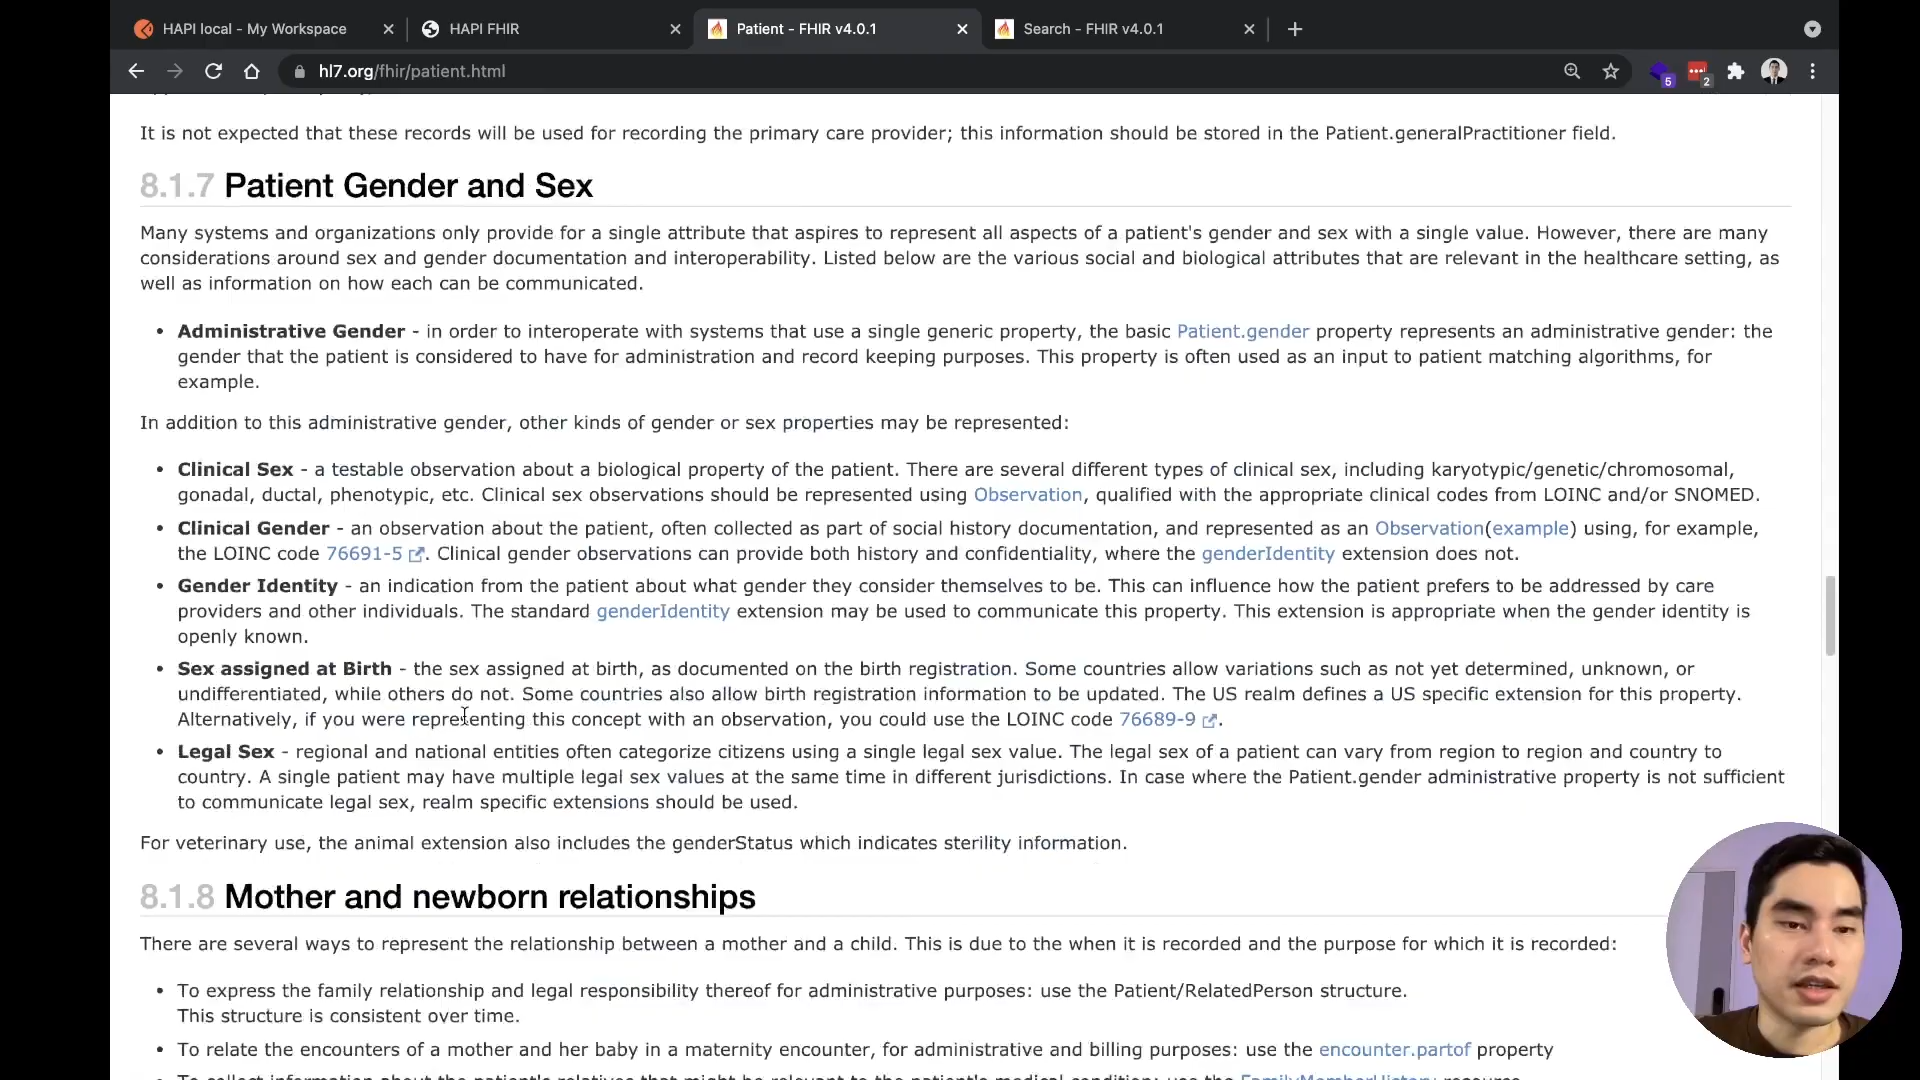 HAPI local - My Workspace
HAPI FHIR
Patient - FHIR v4.0.1
Search - FHIR v4.0.1
hl7.org/fhir/patient.html
5
2
It is not expected that these records will be used for recording the primary care provider; this information should be stored in the Patient.generalPractitioner field.
8.1.7 Patient Gender and Sex
Many systems and organizations only provide for a single attribute that aspires to represent all aspects of a patient's gender and sex with a single value. However, there are many
considerations around sex and gender documentation and interoperability. Listed below are the various social and biological attributes that are relevant in the healthcare setting, as
well as information on how each can be communicated.
• Administrative Gender - in order to interoperate with systems that use a single generic property, the basic Patient.gender property represents an administrative gender: the
gender that the patient is considered to have for administration and record keeping purposes. This property is often used as an input to patient matching algorithms, for
example.
In addition to this administrative gender, other kinds of gender or sex properties may be represented:
• Clinical Sex - a testable observation about a biological property of the patient. There are several different types of clinical sex, including karyotypic/genetic/chromosomal,
gonadal, ductal, phenotypic, etc. Clinical sex observations should be represented using Observation, qualified with the appropriate clinical codes from LOINC and/or SNOMED.
• Clinical Gender - an observation about the patient, often collected as part of social history documentation, and represented as an Observation(example) using, for example,
the LOINC code 76691-5. Clinical gender observations can provide both history and confidentiality, where the genderIdentity extension does not.
• Gender Identity - an indication from the patient about what gender they consider themselves to be. This can influence how the patient prefers to be addressed by care
providers and other individuals. The standard genderIdentity extension may be used to communicate this property. This extension is appropriate when the gender identity is
openly known.
• Sex assigned at Birth - the sex assigned at birth, as documented on the birth registration. Some countries allow variations such as not yet determined, unknown, or
undifferentiated, while others do not. Some countries also allow birth registration information to be updated. The US realm defines a US specific extension for this property.
Alternatively, if you were representing this concept with an observation, you could use the LOINC code 76689-9.
• Legal Sex - regional and national entities often categorize citizens using a single legal sex value. The legal sex of a patient can vary from region to region and country to
country. A single patient may have multiple legal sex values at the same time in different jurisdictions. In case where the Patient.gender administrative property is not sufficient
to communicate legal sex, realm specific extensions should be used.
For veterinary use, the animal extension also includes the genderStatus which indicates sterility information.
8.1.8 Mother and newborn relationships
There are several ways to represent the relationship between a mother and a child. This is due to the when it is recorded and the purpose for which it is recorded:
• To express the family relationship and legal responsibility thereof for administrative purposes: use the Patient/RelatedPerson structure.
This structure is consistent over time.
• To relate the encounters of a mother and her baby in a maternity encounter, for administrative and billing purposes: use the encounter.partof property
• To collect information about the patient's relatives that might be relevant to the patient's medical condition: use the FamilyMemberHistory resource